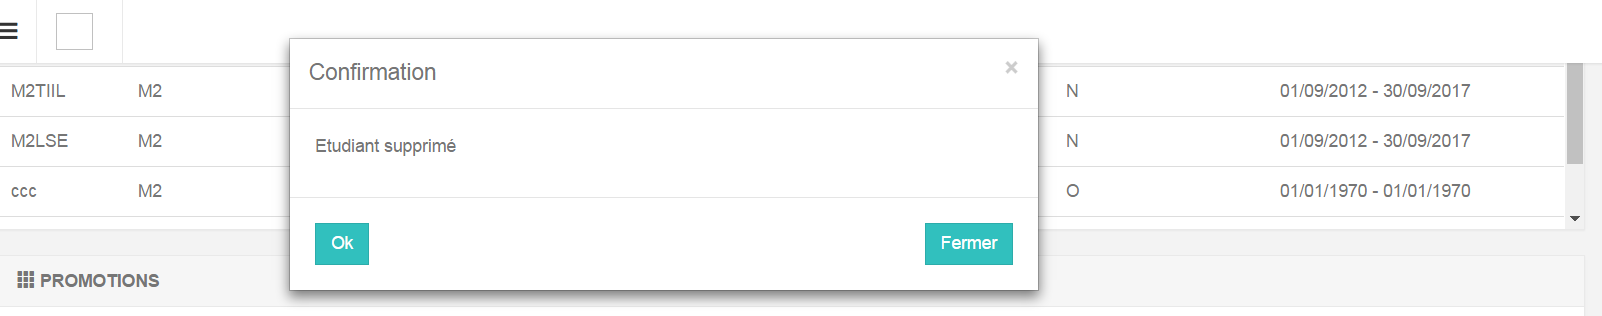 Confirmation ×
M2TIIL M2 N 01/09/2012 - 30/09/2017
Etudiant supprimé
M2LSE M2 N 01/09/2012 - 30/09/2017
ccc M2 O 01/01/1970 - 01/01/1970
Ok Fermer
PROMOTIONS